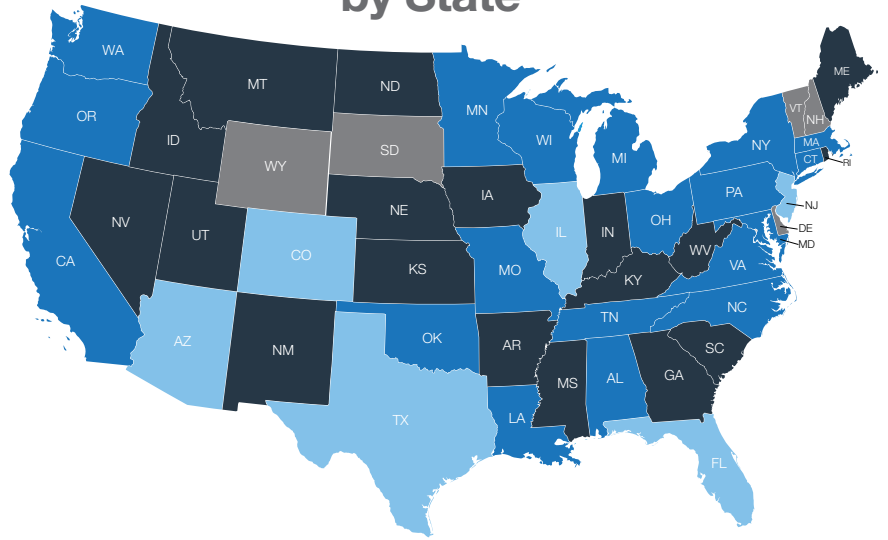 by State
WA
MT
ND
MN
ME
OR
ID
WY
SD
WI
MI
VT
NH
NY
MA
CT
RI
NV
UT
CO
NE
IA
IL
IN
OH
PA
NJ
DE
MD
CA
KS
MO
KY
WV
VA
AZ
NM
OK
AR
TN
NC
SC
TX
LA
MS
AL
GA
FL